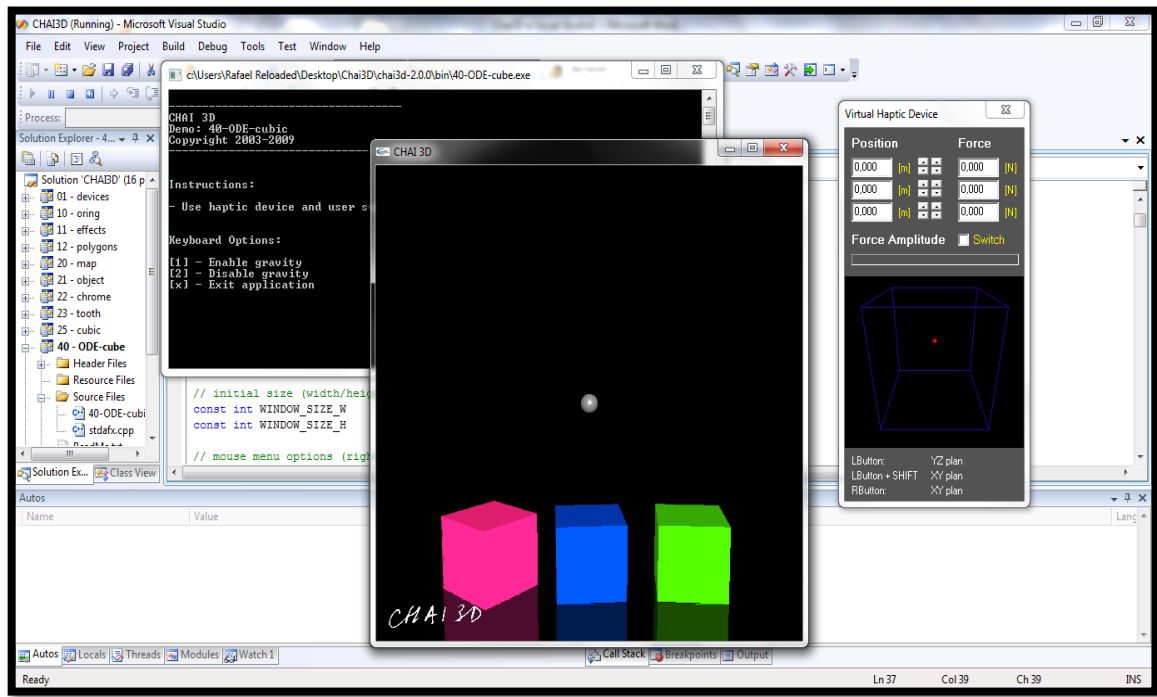 CHAI3D (Running) - Microsoft Visual Studio
File Edit View Project Build Debug Tools Test Window Help
Process:
Solution Explorer - 4...
Solution 'CHAI3D' (16 p
01 - devices
10 - oring
11 - effects
12 - polygons
20 - map
21 - object
22 - chrome
23 - tooth
25 - cubic
40 - ODE-cube
Header Files
Resource Files
Source Files
40-ODE-cubi
stdafx.cpp
ReadMe.txt
Solution Ex... Class View
c:\Users\Rafael Reloaded\Desktop\Chai3D\chai3d-2.0.0\bin\40-ODE-cube.exe
CHAI 3D
Demo: 40-ODE-cubic
Copyright 2003-2009
Instructions:
- Use haptic device and user s
Keyboard Options:
[1] - Enable gravity
[2] - Disable gravity
[x] - Exit application
// initial size (width/heig
const int WINDOW_SIZE_W
const int WINDOW_SIZE_H
// mouse menu options (righ
CHAI 3D
CHAI 3D
Virtual Haptic Device
Position Force
0,000 [m] 0,000 [N]
0,000 [m] 0,000 [N]
0,000 [m] 0,000 [N]
Force Amplitude Switch
LButton: YZ plan
LButton + SHIFT XY plan
RButton: XY plan
Autos
Name Value Lang
Autos Locals Threads Modules Watch 1 Call Stack Breakpoints Output
Ready Ln 37 Col 39 Ch 39 INS